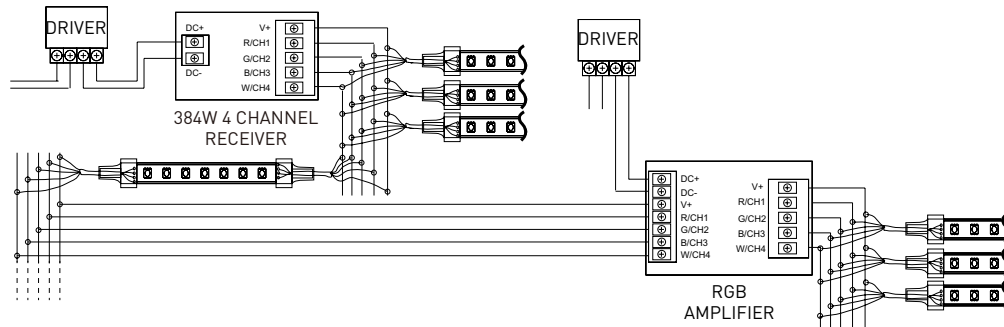 DRIVER
DC+
DC-
V+
R/CH1
G/CH2
B/CH3
W/CH4
384W 4 CHANNEL
RECEIVER
DRIVER
DC+
DC-
V+
R/CH1
G/CH2
B/CH3
W/CH4
V+
R/CH1
G/CH2
B/CH3
W/CH4
RGB
AMPLIFIER